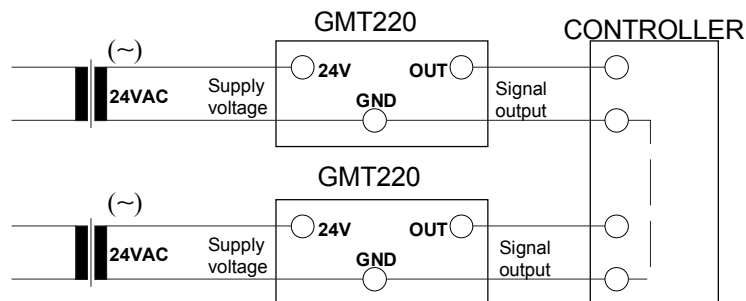 GMT220
CONTROLLER
(~)
24V
OUT
24VAC
Supply
voltage
GND
Signal
output
GMT220
(~)
24V
OUT
24VAC
Supply
voltage
GND
Signal
output